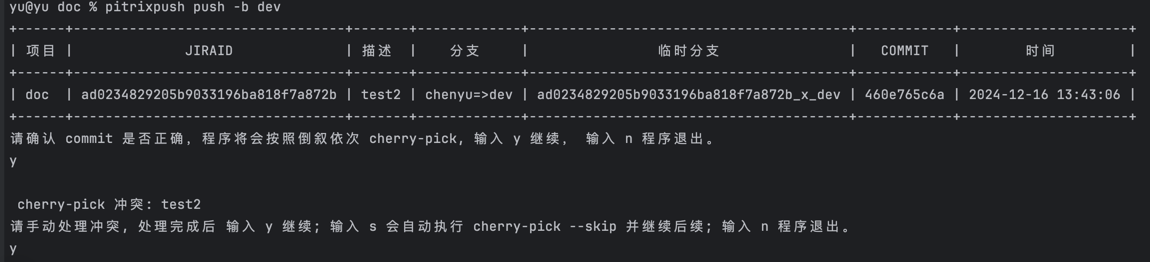 yu@yu doc % pitrixpush push -b dev
+------+----------------------------------+-------+-------------+----------------------------------------+------------+---------------------+
| 项目 | JIRAID | 描述 | 分支 | 临时分支 | COMMIT | 时间 |
+------+----------------------------------+-------+-------------+----------------------------------------+------------+---------------------+
| doc | ad0234829205b9033196ba818f7a872b | test2 | chenyu=>dev | ad0234829205b9033196ba818f7a872b_x_dev | 460e765c6a | 2024-12-16 13:43:06 |
+------+----------------------------------+-------+-------------+----------------------------------------+------------+---------------------+
请确认 commit 是否正确，程序将会按照倒叙依次 cherry-pick，输入 y 继续， 输入 n 程序退出。
y
cherry-pick 冲突: test2
请手动处理冲突，处理完成后 输入 y 继续；输入 s 会自动执行 cherry-pick --skip 并继续后续；输入 n 程序退出。
y